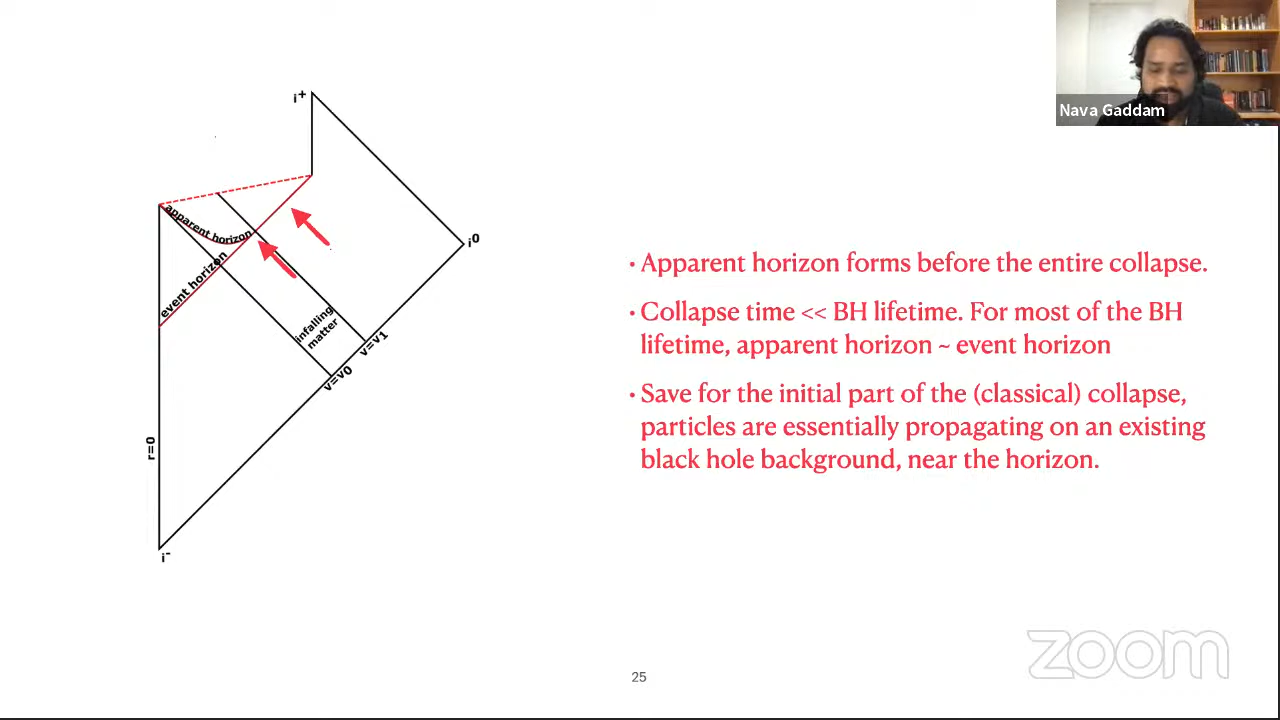 Nava Gaddam
i+
apparent horizon
event horizon
i0
infalling
matter
v=v1
v=v0
r=0
i-
• Apparent horizon forms before the entire collapse.
• Collapse time << BH lifetime. For most of the BH
lifetime, apparent horizon ~ event horizon
• Save for the initial part of the (classical) collapse,
particles are essentially propagating on an existing
black hole background, near the horizon.
zoom
25